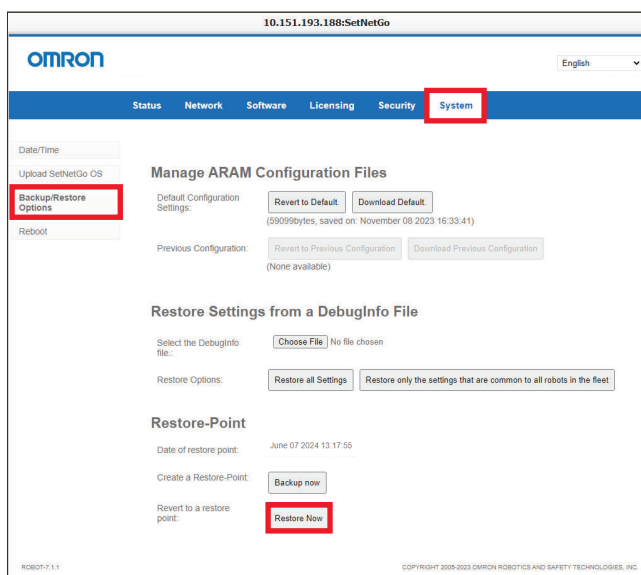 10.151.193.188:SetNetGo
OMRON
English
Status Network Software Licensing Security System
Date/Time
Upload SetNetGo OS
Backup/Restore
Options
Reboot
Manage ARAM Configuration Files
Default Configuration
Settings:
Revert to Default. Download Default.
(59099bytes, saved on: November 08 2023 16:33:41)
Previous Configuration:
Revert to Previous Configuration Download Previous Configuration
(None available)
Restore Settings from a DebugInfo File
Select the DebugInfo
file.:
Choose File No file chosen
Restore Options:
Restore all Settings Restore only the settings that are common to all robots in the fleet
Restore-Point
Date of restore point:
June 07 2024 13:17:55
Create a Restore-Point:
Backup now
Revert to a restore
point:
Restore Now
ROBOT-7.1.1
COPYRIGHT 2005-2023 OMRON ROBOTICS AND SAFETY TECHNOLOGIES, INC.